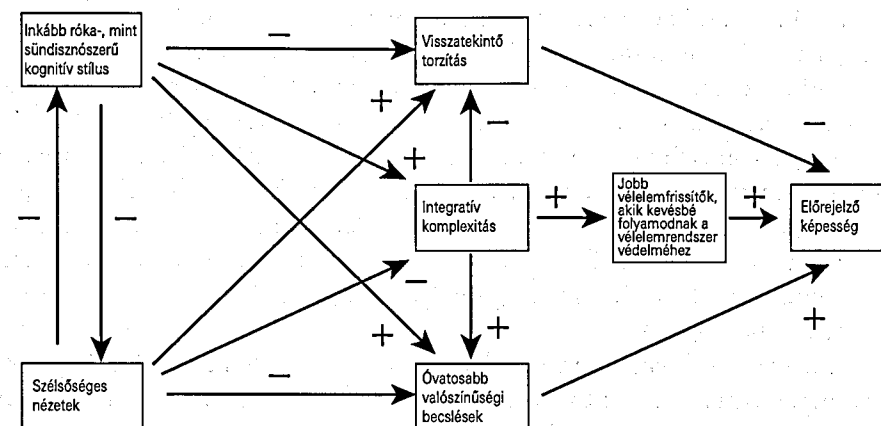 Inkább róka-, mint
sündisznószerű
kognitív stílus
−
Visszatekintő
torzítás
+
−
−
+
−
−
Integratív
komplexitás
+
Jobb
vélelemfrissítők,
akik kevésbé
folyamodnak a
vélelemrendszer
védelméhez
+
Előrejelző
képesség
−
+
+
+
Szélsőséges
nézetek
−
Óvatosabb
valószínűségi
becslések